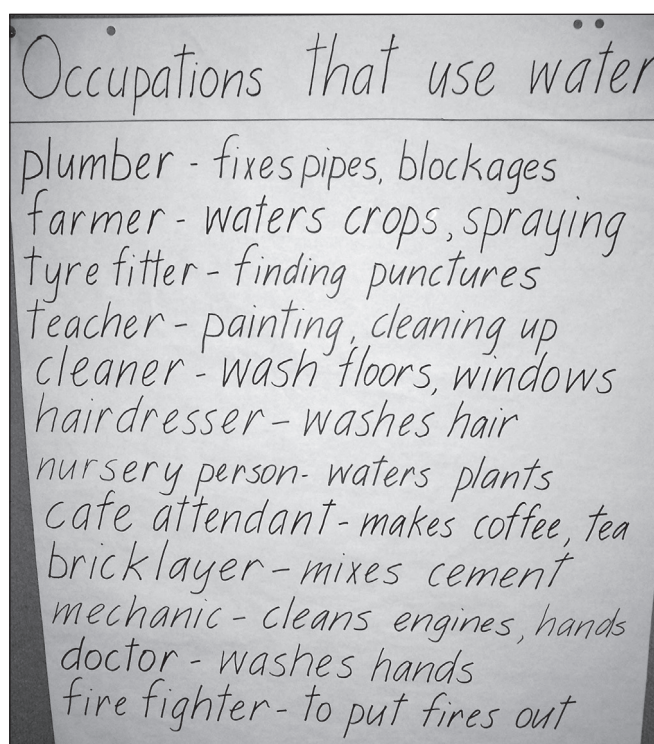 Occupations that use water
plumber - fixes pipes, blockages
farmer - waters crops, spraying
tyre fitter - finding punctures
teacher - painting, cleaning up
cleaner - wash floors, windows
hairdresser - washes hair
nursery person - waters plants
cafe attendant - makes coffee, tea
bricklayer - mixes cement
mechanic - cleans engines, hands
doctor - washes hands
fire fighter - to put fires out